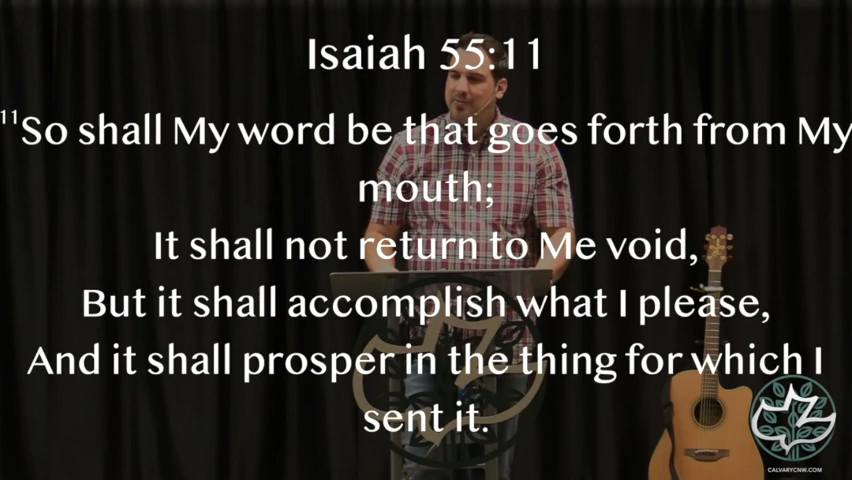 Isaiah 55:11
¹¹So shall My word be that goes forth from My
mouth;
It shall not return to Me void,
But it shall accomplish what I please,
And it shall prosper in the thing for which I
sent it.
CALVARYCNW.COM